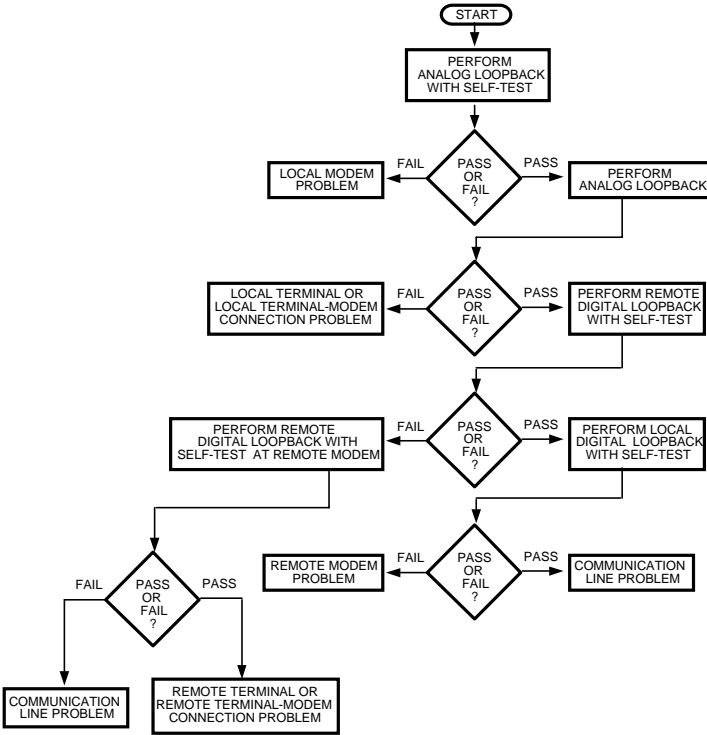 START
PERFORM
ANALOG LOOPBACK
WITH SELF-TEST
FAIL
PASS
OR
FAIL
?
PASS
LOCAL MODEM
PROBLEM
PERFORM
ANALOG LOOPBACK
LOCAL TERMINAL OR
LOCAL TERMINAL-MODEM
CONNECTION PROBLEM
FAIL
PASS
OR
FAIL
?
PASS
PERFORM REMOTE
DIGITAL LOOPBACK
WITH SELF-TEST
PERFORM REMOTE
DIGITAL LOOPBACK WITH
SELF-TEST AT REMOTE MODEM
FAIL
PASS
OR
FAIL
?
PASS
PERFORM LOCAL
DIGITAL LOOPBACK
WITH SELF-TEST
REMOTE MODEM
PROBLEM
FAIL
PASS
OR
FAIL
?
PASS
COMMUNICATION
LINE PROBLEM
FAIL
PASS
OR
FAIL
?
PASS
COMMUNICATION
LINE PROBLEM
REMOTE TERMINAL OR
REMOTE TERMINAL-MODEM
CONNECTION PROBLEM